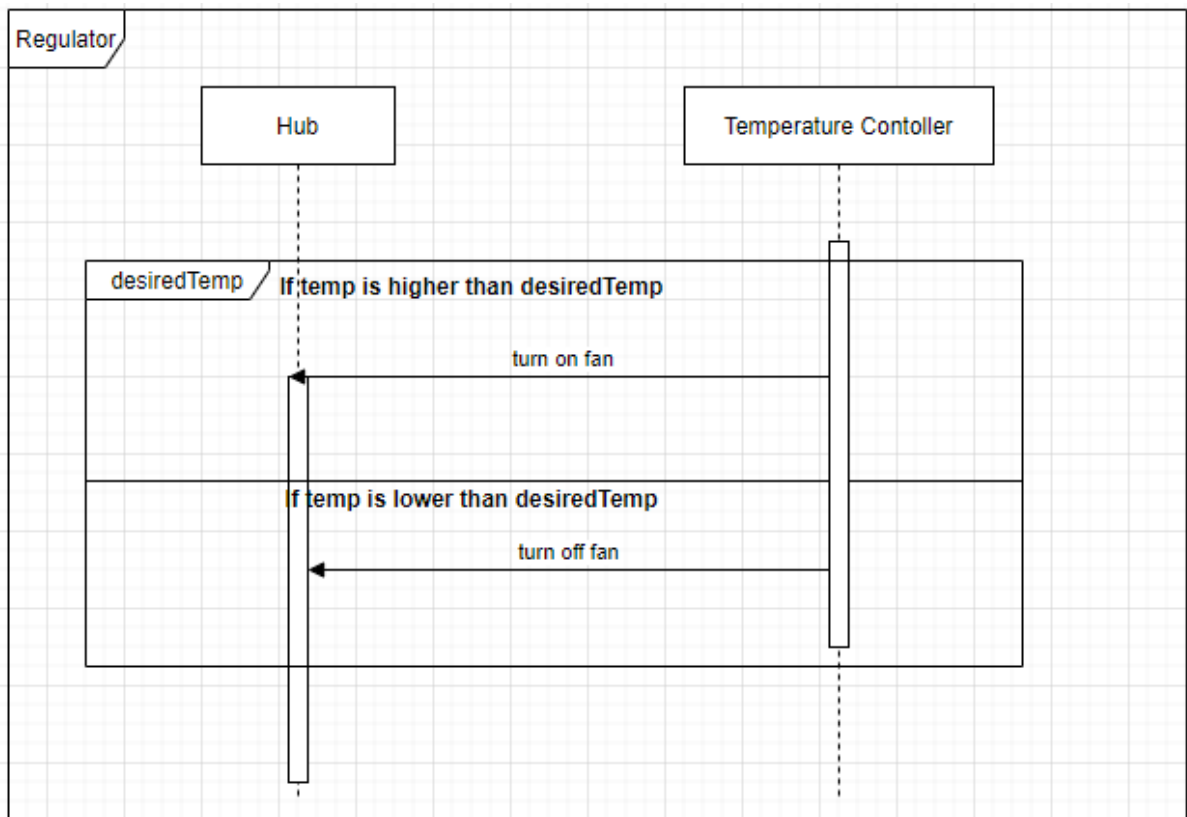 Regulator
Hub
Temperature Contoller
desiredTemp
If temp is higher than desiredTemp
turn on fan
If temp is lower than desiredTemp
turn off fan